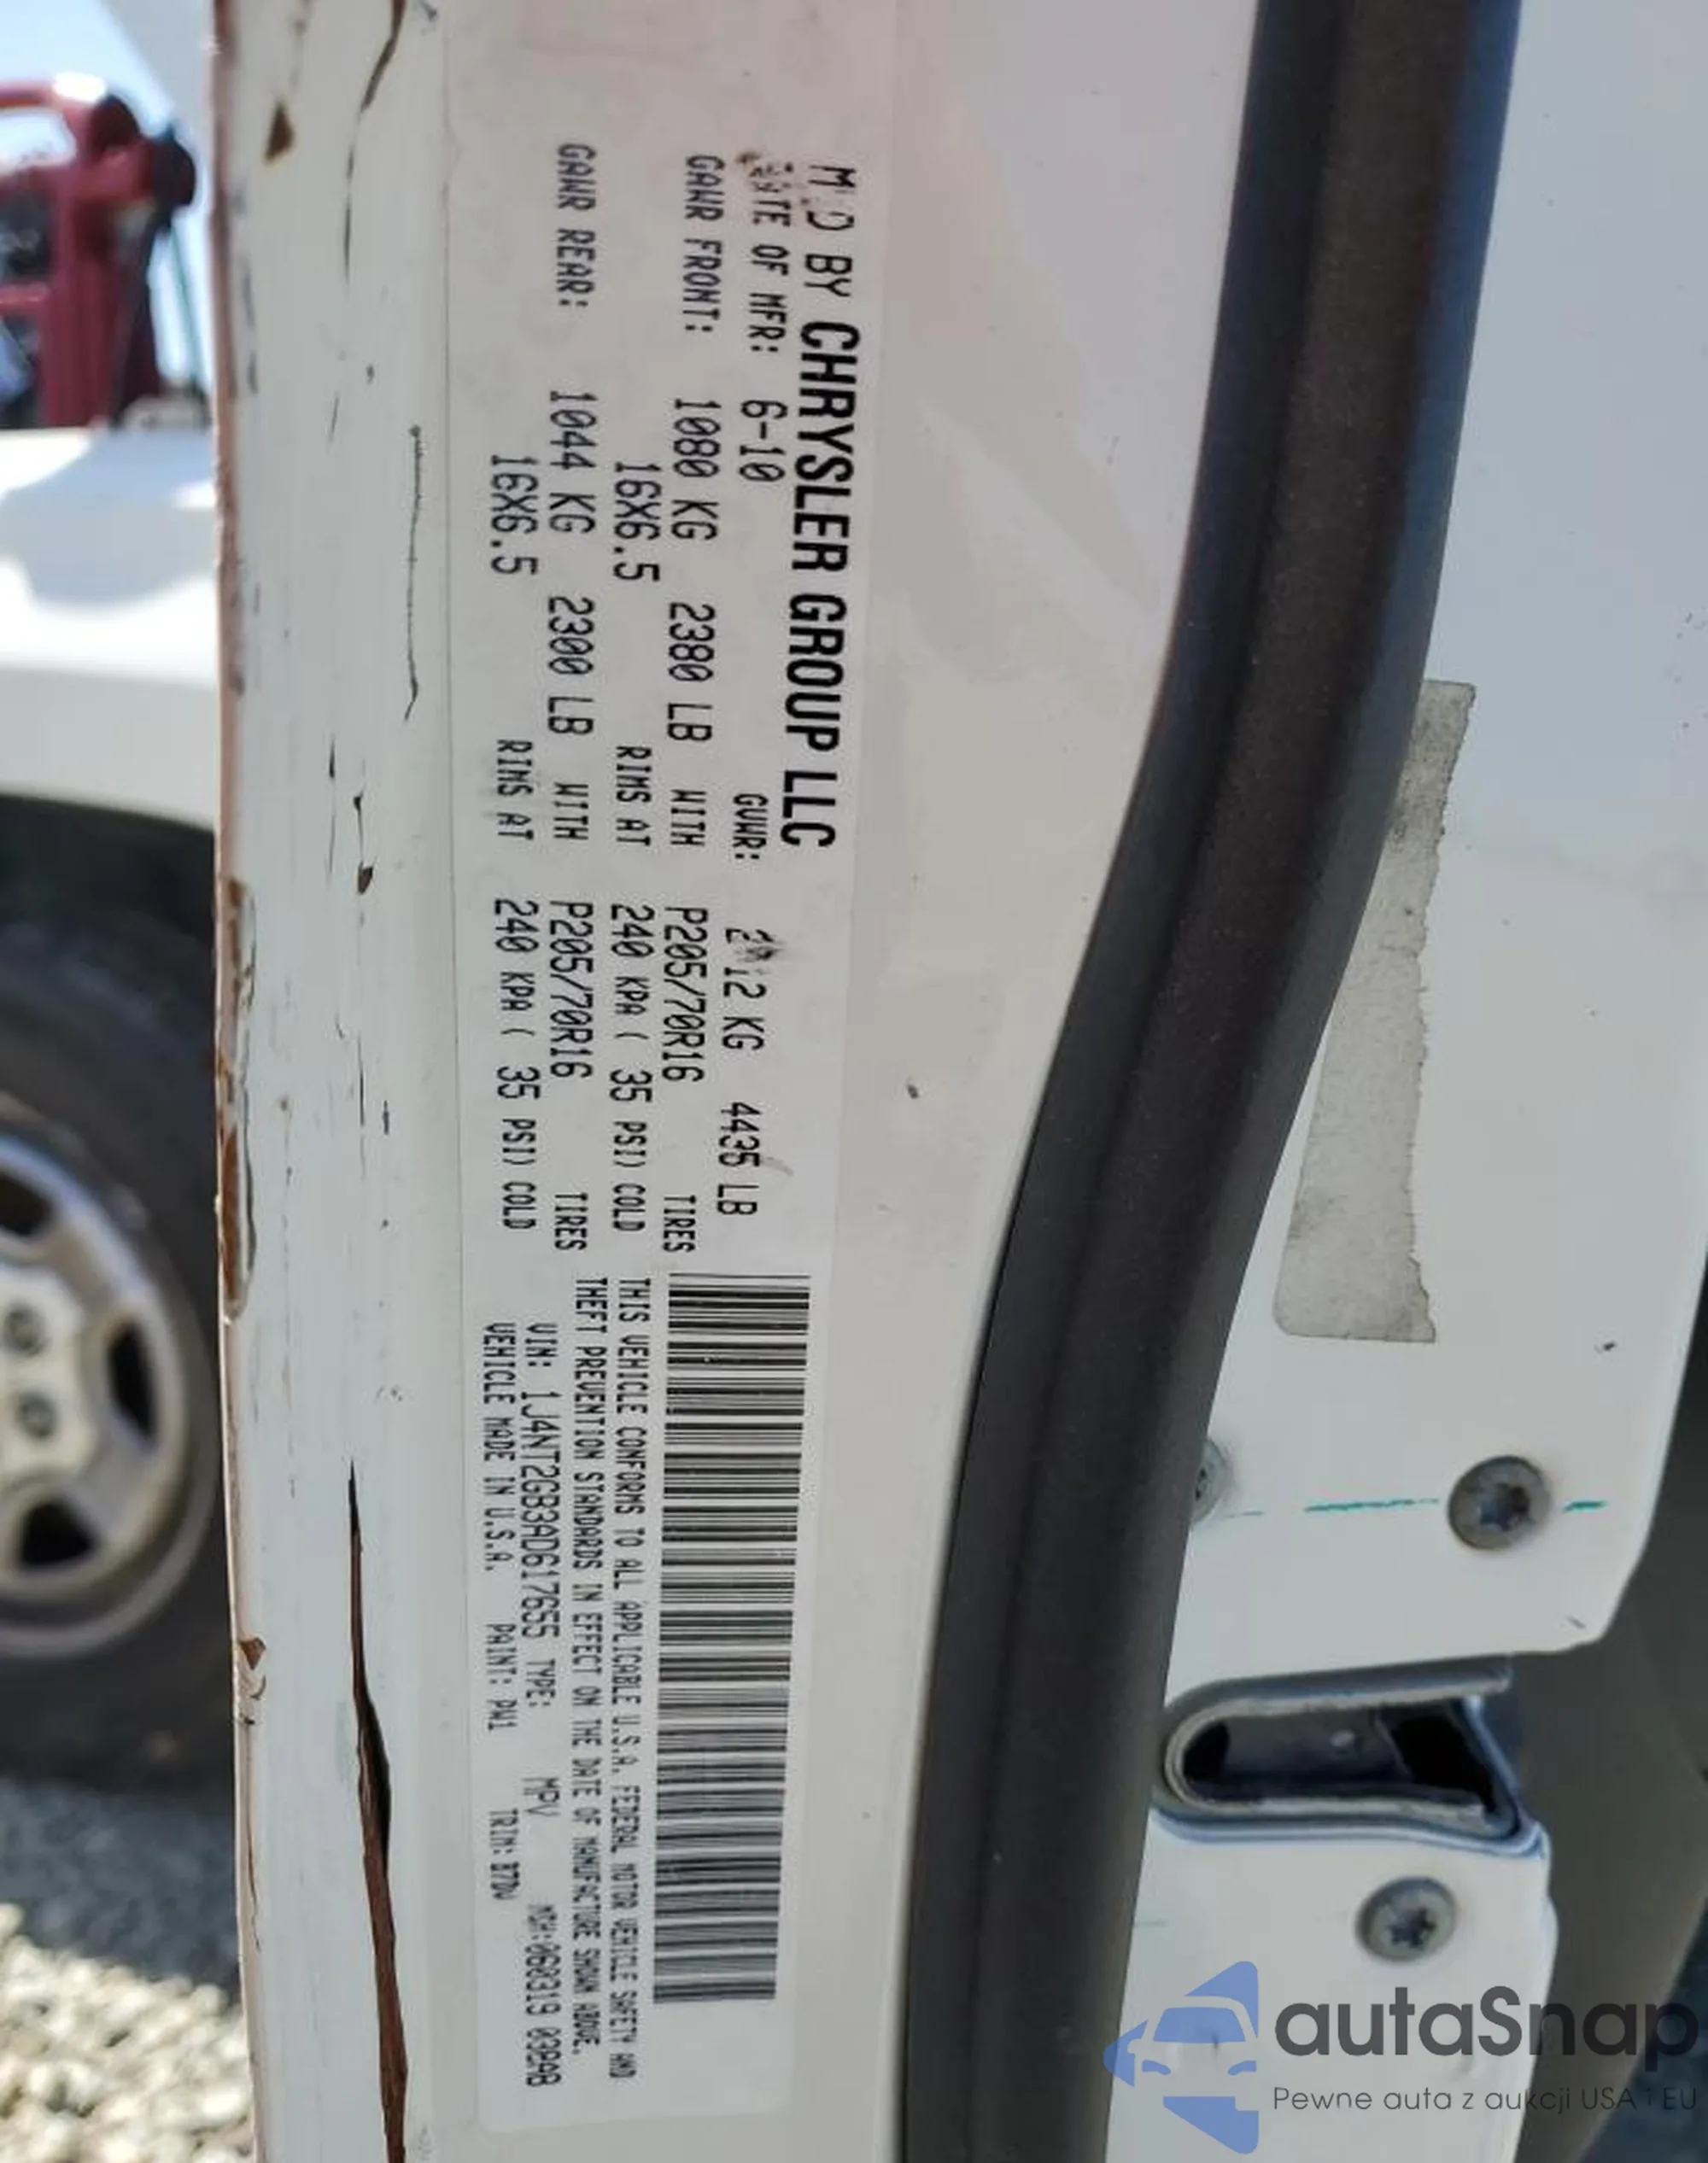 BY CHRYSLER GROUP LLC
OF MFR: 6-10 GVWR: KG 4435 LB
GAWR FRONT: 1080 KG 2380 LB WITH P205/70R16 TIRES
16X6.5 RIMS AT 240 KPA ( 35 PSI) COLD
GAWR REAR: 1044 KG 2300 LB WITH P205/70R16 TIRES
16X6.5 RIMS AT 240 KPA ( 35 PSI) COLD
THIS VEHICLE CONFORMS TO ALL APPLICABLE U.S.A. FEDERAL MOTOR VEHICLE SAFETY AND
THEFT PREVENTION STANDARDS IN EFFECT ON THE DATE OF MANUFACTURE SHOWN ABOVE.
VIN: 1J4NT2GB3AD617655 TYPE: MPV MDH:060319 028AB
VEHICLE MADE IN U.S.A. PAINT: PW1 TRIM:
autaSnap
Pewne auta z aukcji USA i EU